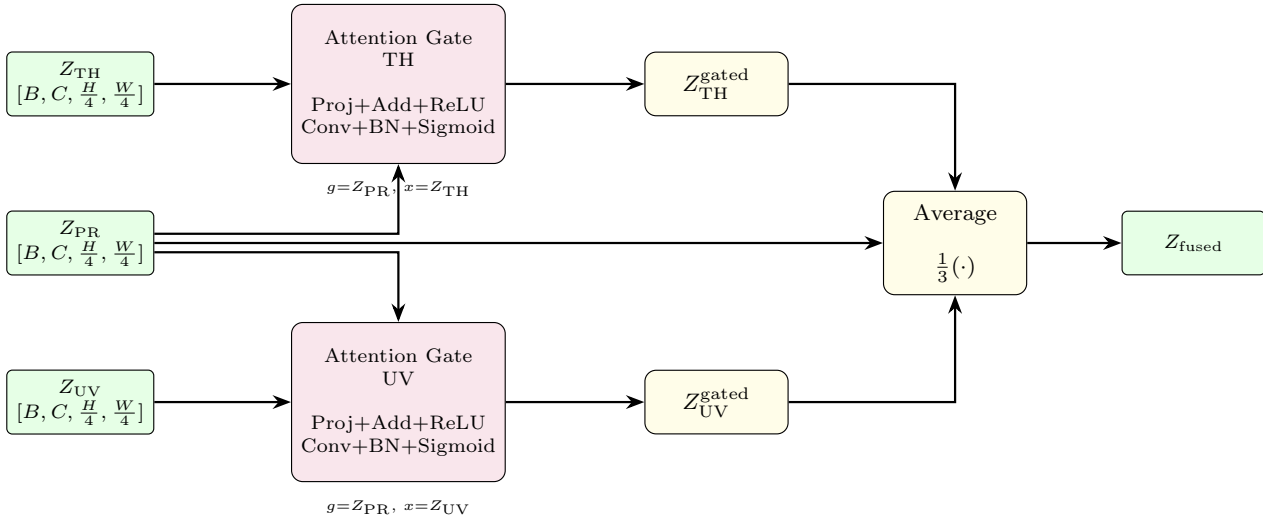 Z_TH
[B, C, H/4, W/4]
Attention Gate
TH
Proj+Add+ReLU
Conv+BN+Sigmoid
g=Z_PR, x=Z_TH
Z_TH^gated
Z_PR
[B, C, H/4, W/4]
Average
1/3(·)
Z_fused
Z_UV
[B, C, H/4, W/4]
Attention Gate
UV
Proj+Add+ReLU
Conv+BN+Sigmoid
g=Z_PR, x=Z_UV
Z_UV^gated